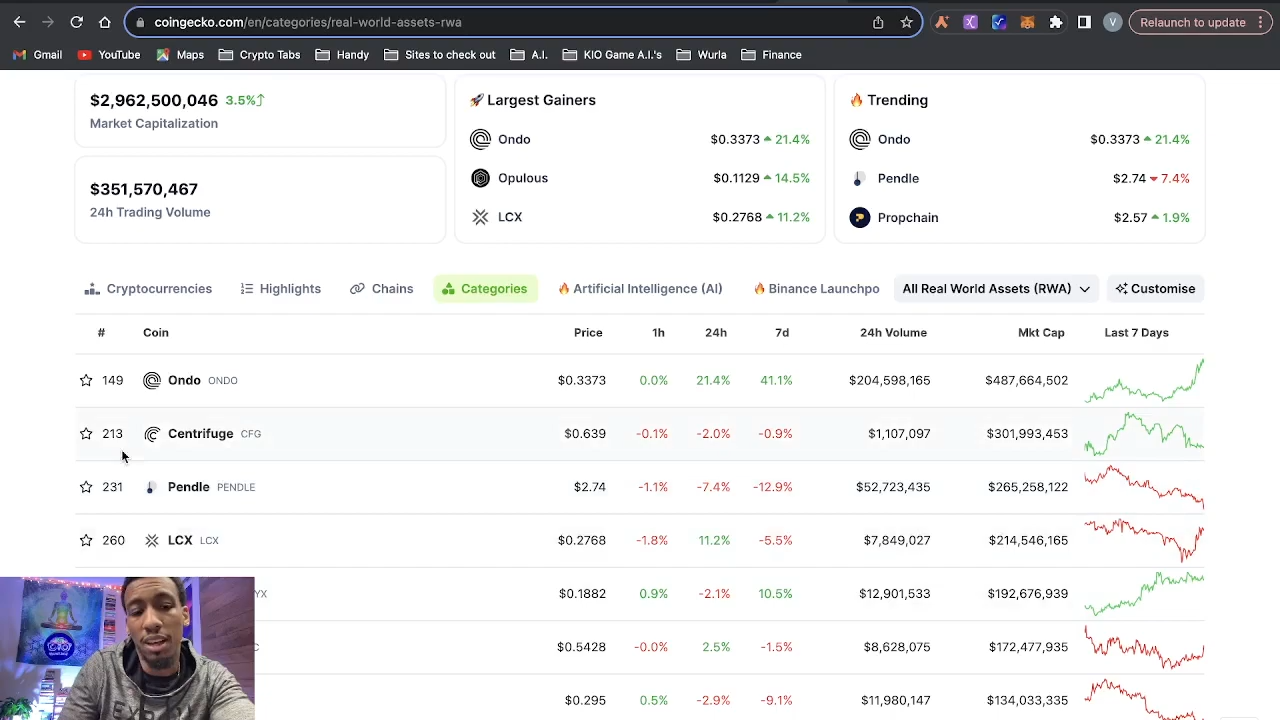 coingecko.com/en/categories/real-world-assets-rwa
V
Relaunch to update
Gmail YouTube Maps Crypto Tabs Handy Sites to check out A.I. KIO Game A.I.'s Wurla Finance
$2,962,500,046 3.5%
Market Capitalization
$351,570,467
24h Trading Volume
Largest Gainers
Ondo $0.3373 21.4%
Opulous $0.1129 14.5%
LCX $0.2768 11.2%
Trending
Ondo $0.3373 21.4%
Pendle $2.74 7.4%
Propchain $2.57 1.9%
Cryptocurrencies Highlights Chains Categories Artificial Intelligence (AI) Binance Launchpo All Real World Assets (RWA) Customise
# Coin Price 1h 24h 7d 24h Volume Mkt Cap Last 7 Days
149 Ondo ONDO $0.3373 0.0% 21.4% 41.1% $204,598,165 $487,664,502
213 Centrifuge CFG $0.639 -0.1% -2.0% -0.9% $1,107,097 $301,993,453
231 Pendle PENDLE $2.74 -1.1% -7.4% -12.9% $52,723,435 $265,258,122
260 LCX LCX $0.2768 -1.8% 11.2% -5.5% $7,849,027 $214,546,165
YX $0.1882 0.9% -2.1% 10.5% $12,901,533 $192,676,939
C $0.5428 -0.0% 2.5% -1.5% $8,628,075 $172,477,935
$0.295 0.5% -2.9% -9.1% $11,980,147 $134,033,335